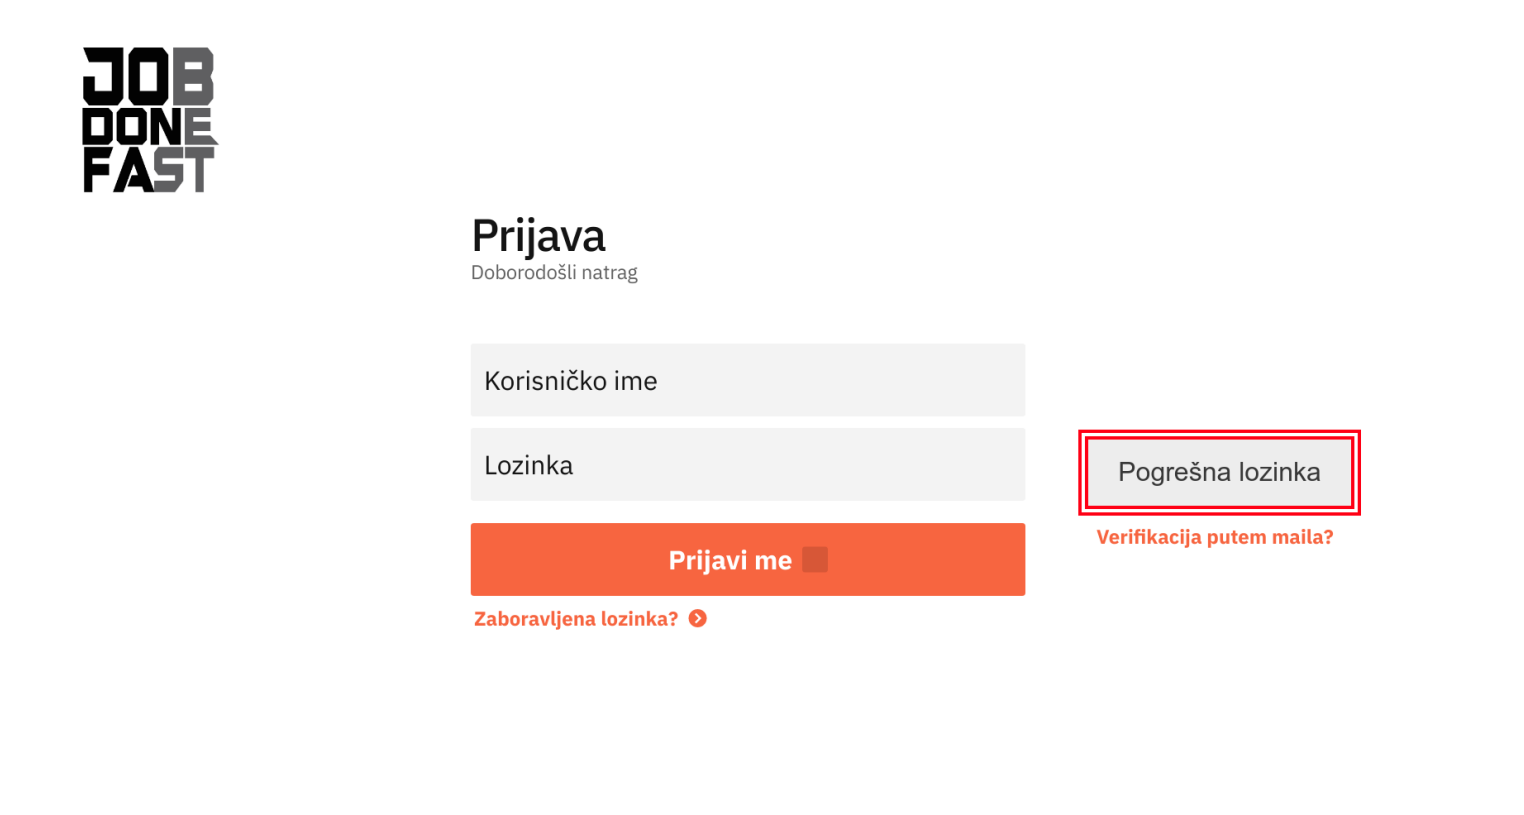 JOB
DONE
FAST
Prijava
Doborodošli natrag
Korisničko ime
Lozinka
Pogrešna lozinka
Verifikacija putem maila?
Prijavi me
Zaboravljena lozinka?